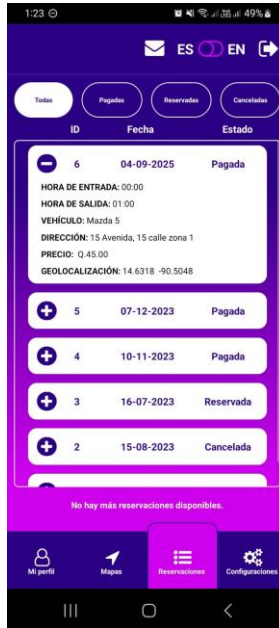 1:23 49%
ES EN
Todas Pagadas Reservadas Canceladas
ID Fecha Estado
6 04-09-2025 Pagada
HORA DE ENTRADA: 00:00
HORA DE SALIDA: 01:00
VEHÍCULO: Mazda 5
DIRECCIÓN: 15 Avenida, 15 calle zona 1
PRECIO: Q.45.00
GEOLOCALIZACIÓN: 14.6318 -90.5048
5 07-12-2023 Pagada
4 10-11-2023 Pagada
3 16-07-2023 Reservada
2 15-08-2023 Cancelada
No hay más reservaciones disponibles.
Mi perfil Mapas Reservaciones Configuraciones